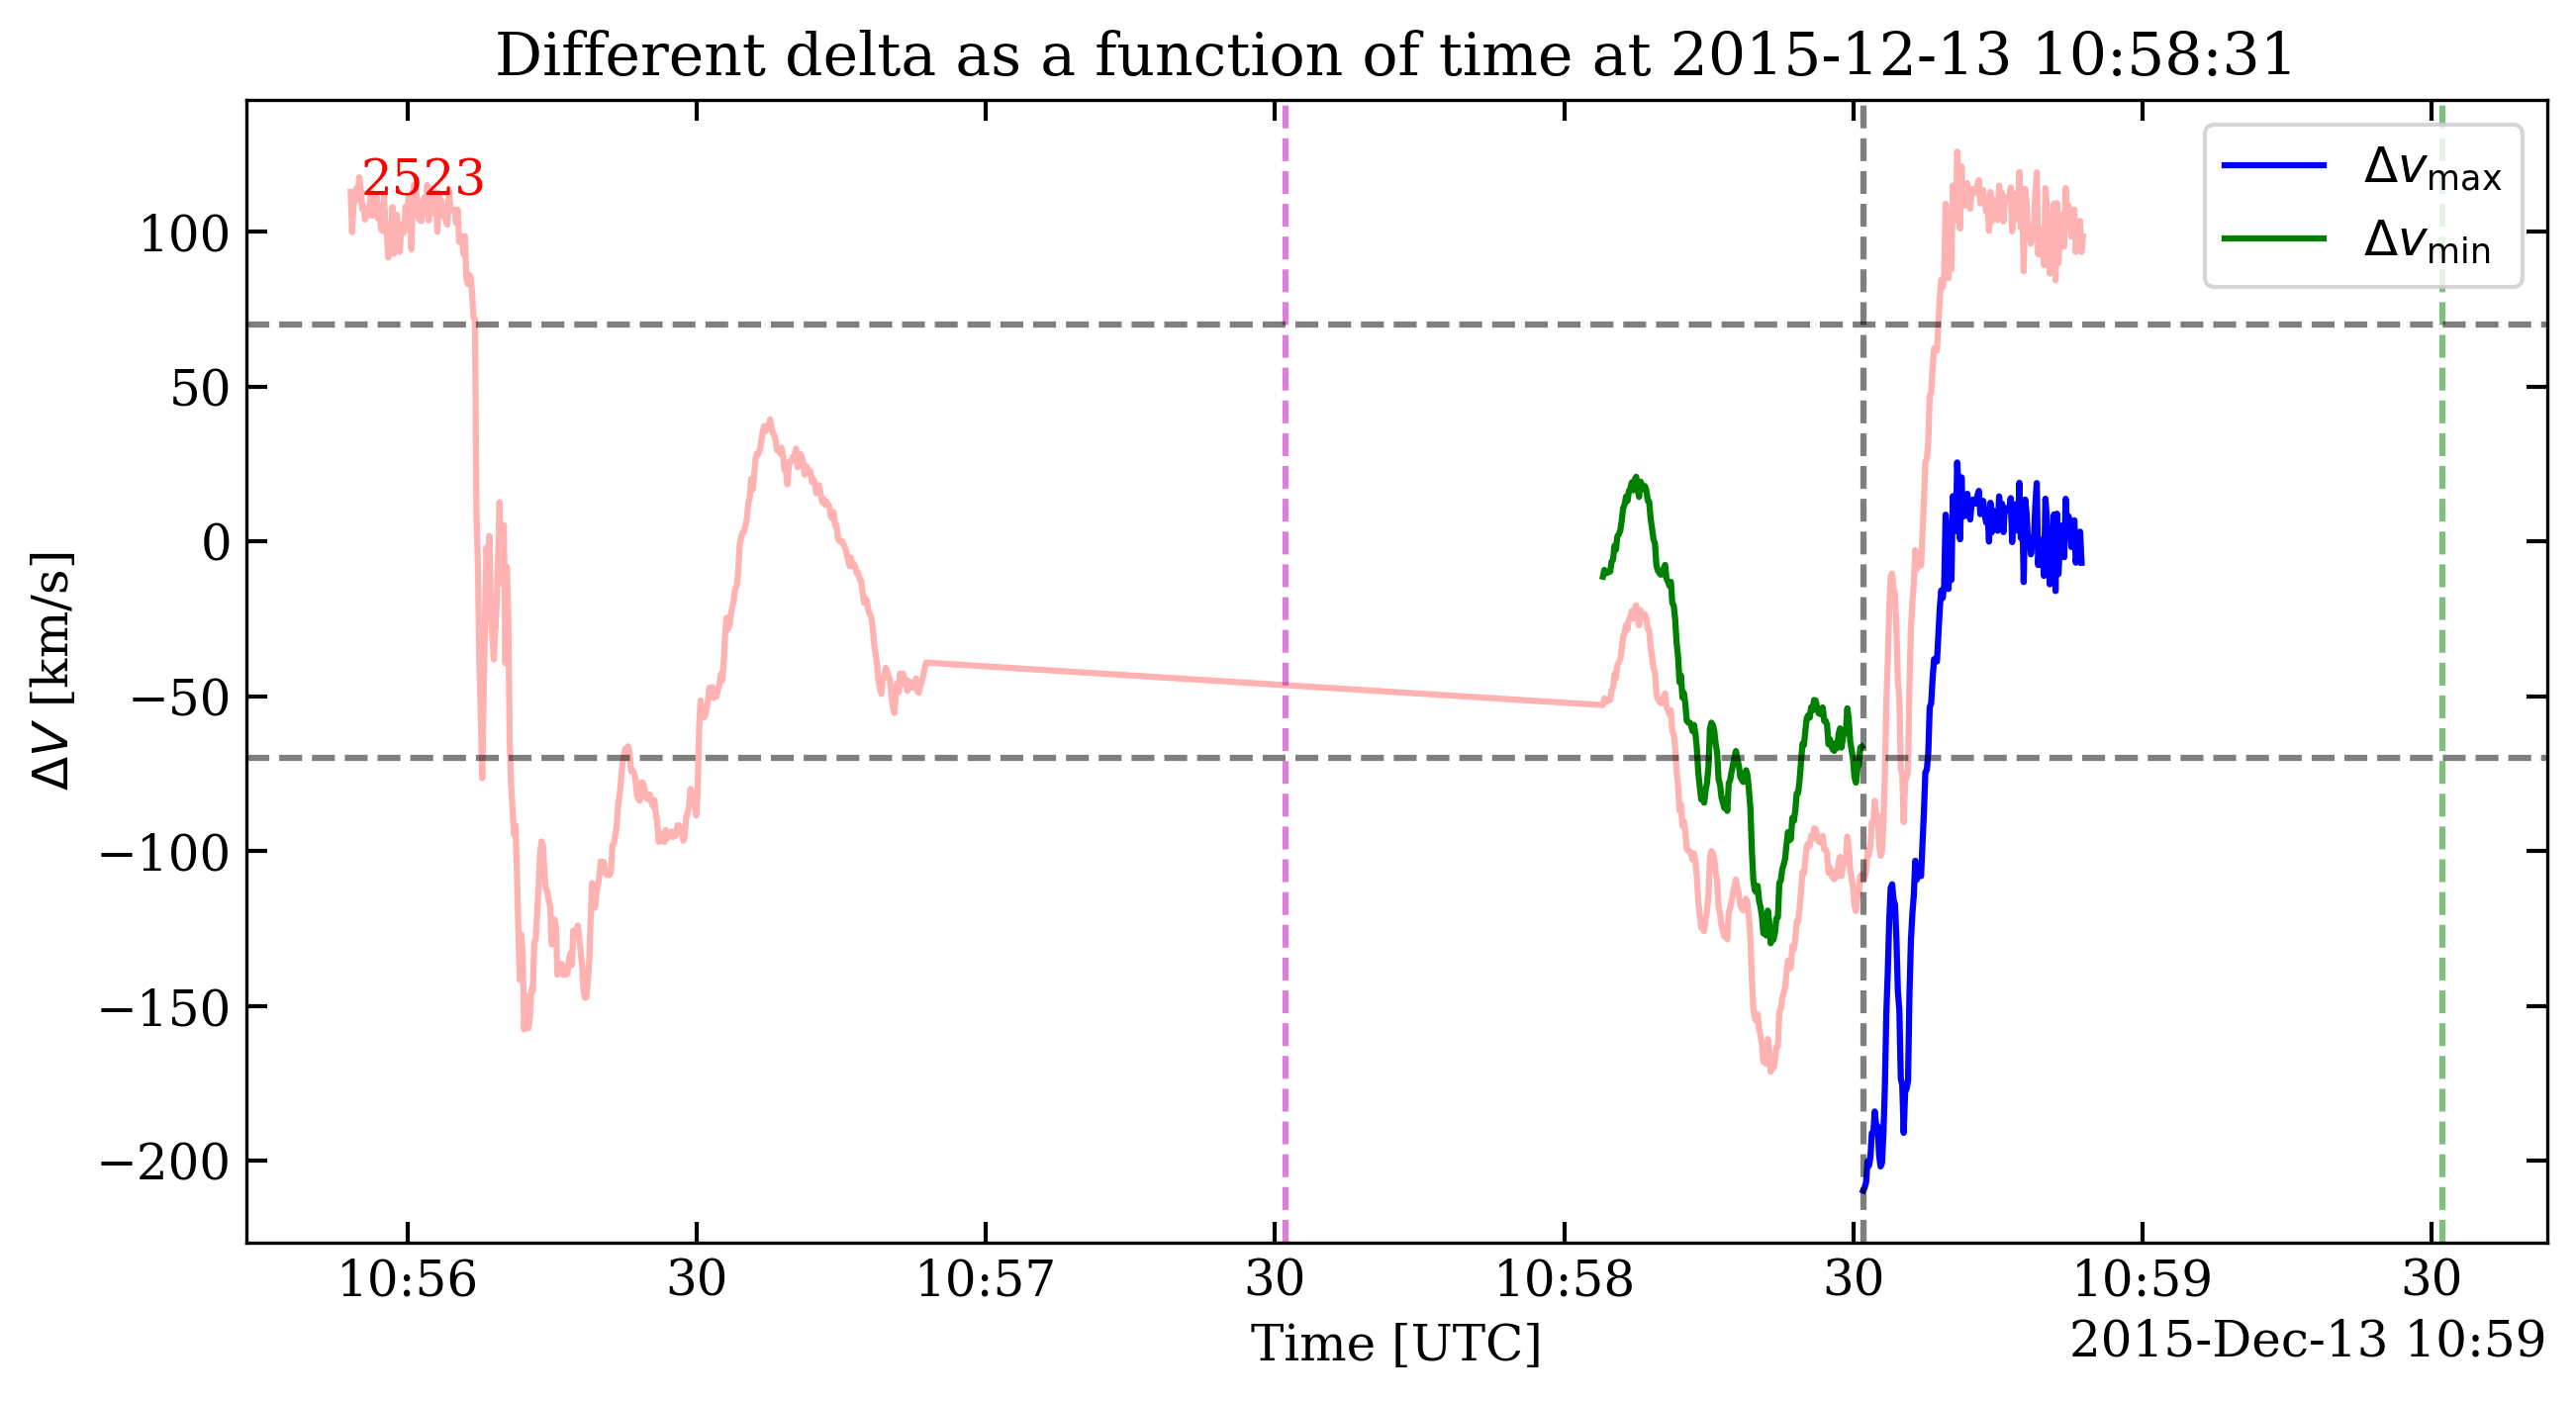 Different delta as a function of time at 2015-12-13 10:58:31
2523
Δv_max
Δv_min
100
50
0
−50
−100
−150
−200
ΔV [km/s]
10:56 30 10:57 30 10:58 30 10:59 30
Time [UTC]
2015-Dec-13 10:59